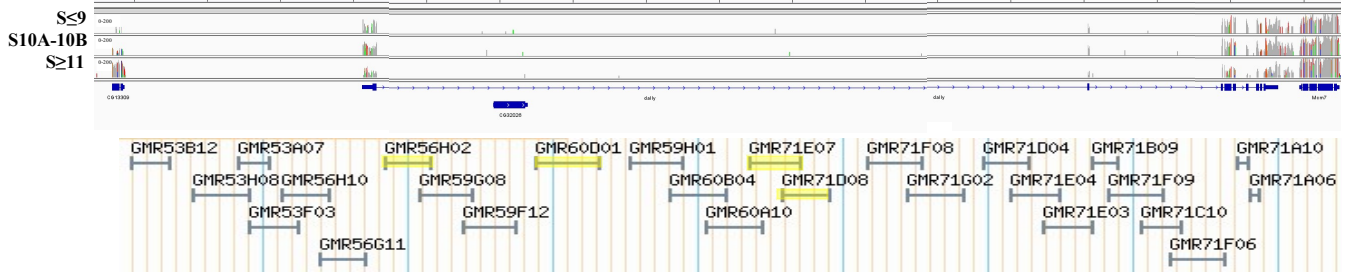 S≤9
0-200
S10A-10B
0-200
S≥11
0-200
CG13309 dally dally Mcm7
CG32028
GMR53B12 GMR53A07 GMR56H02 GMR60D01 GMR59H01 GMR71E07 GMR71F08 GMR71D04 GMR71B09 GMR71A10
GMR53H08 GMR56H10 GMR59G08 GMR60B04 GMR71D08 GMR71G02 GMR71E04 GMR71F09 GMR71A06
GMR53F03 GMR59F12 GMR60A10 GMR71E03 GMR71C10
GMR56G11 GMR71F06